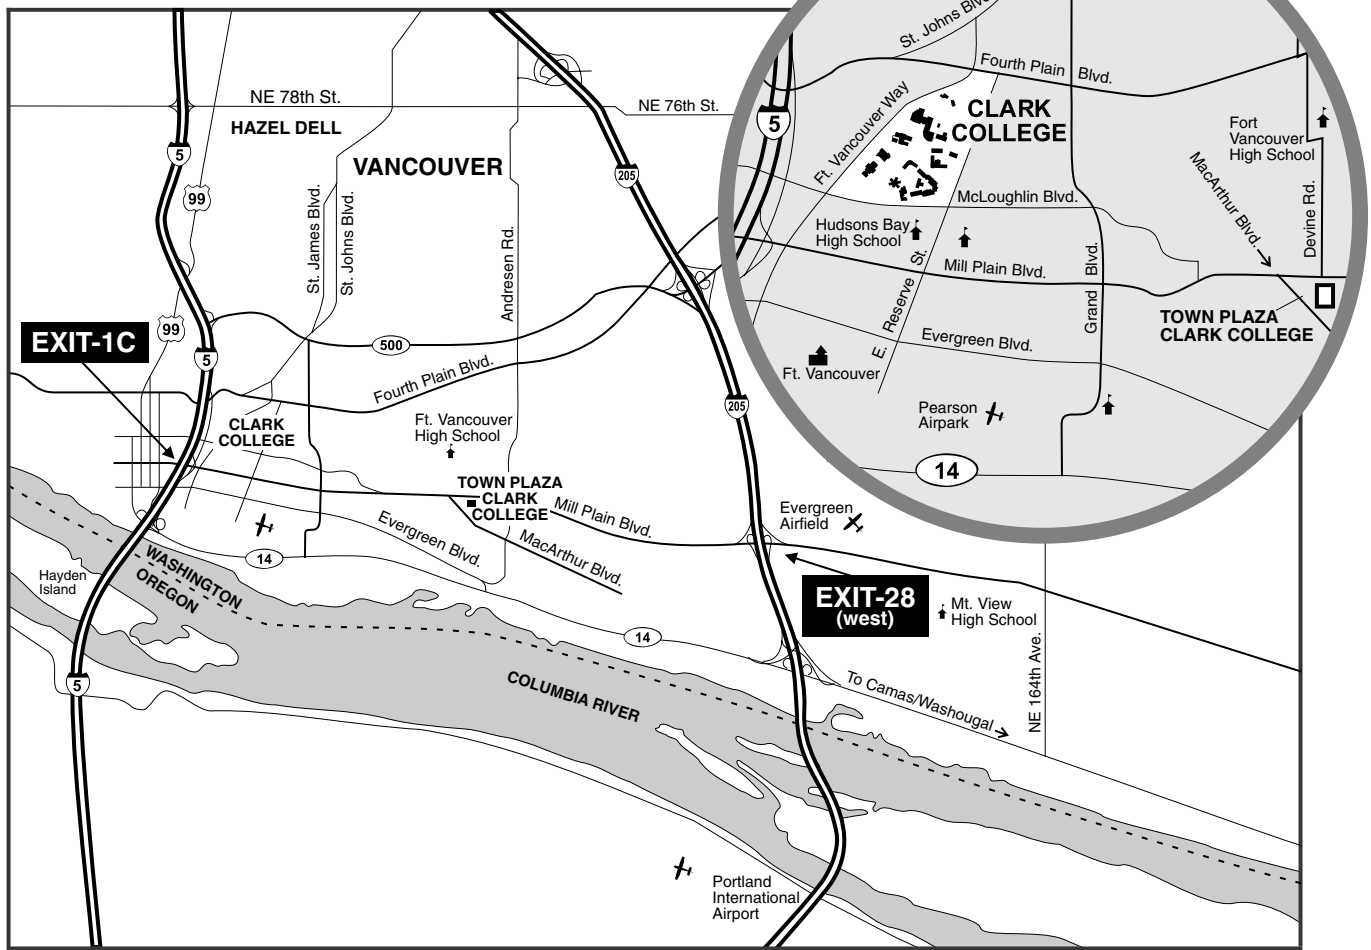 NE 78th St.
HAZEL DELL
NE 76th St.
VANCOUVER
5
205
99
St. James Blvd.
St. Johns Blvd.
Andresen Rd.
99
EXIT-1C
5
500
Fourth Plain Blvd.
205
CLARK
COLLEGE
Ft. Vancouver
High School
TOWN PLAZA
CLARK
COLLEGE
Mill Plain Blvd.
Evergreen Blvd.
MacArthur Blvd.
Evergreen
Airfield
14
WASHINGTON
OREGON
Hayden
Island
EXIT-28
(west)
Mt. View
High School
14
NE 164th Ave.
To Camas/Washougal
5
COLUMBIA RIVER
Portland
International
Airport
St. Johns Blvd.
Fourth Plain Blvd.
5
Ft. Vancouver Way
CLARK
COLLEGE
Fort
Vancouver
High School
MacArthur Blvd.
Devine Rd.
McLoughlin Blvd.
Hudsons Bay
High School
Mill Plain Blvd.
E. Reserve St.
Grand Blvd.
TOWN PLAZA
CLARK COLLEGE
Evergreen Blvd.
Ft. Vancouver
Pearson
Airpark
14